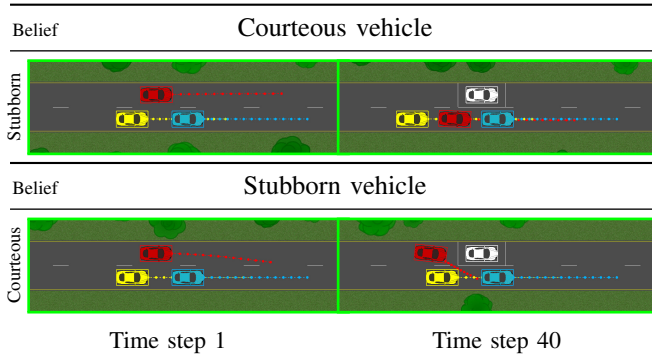 Belief Courteous vehicle
Stubborn
Belief Stubborn vehicle
Courteous
Time step 1 Time step 40